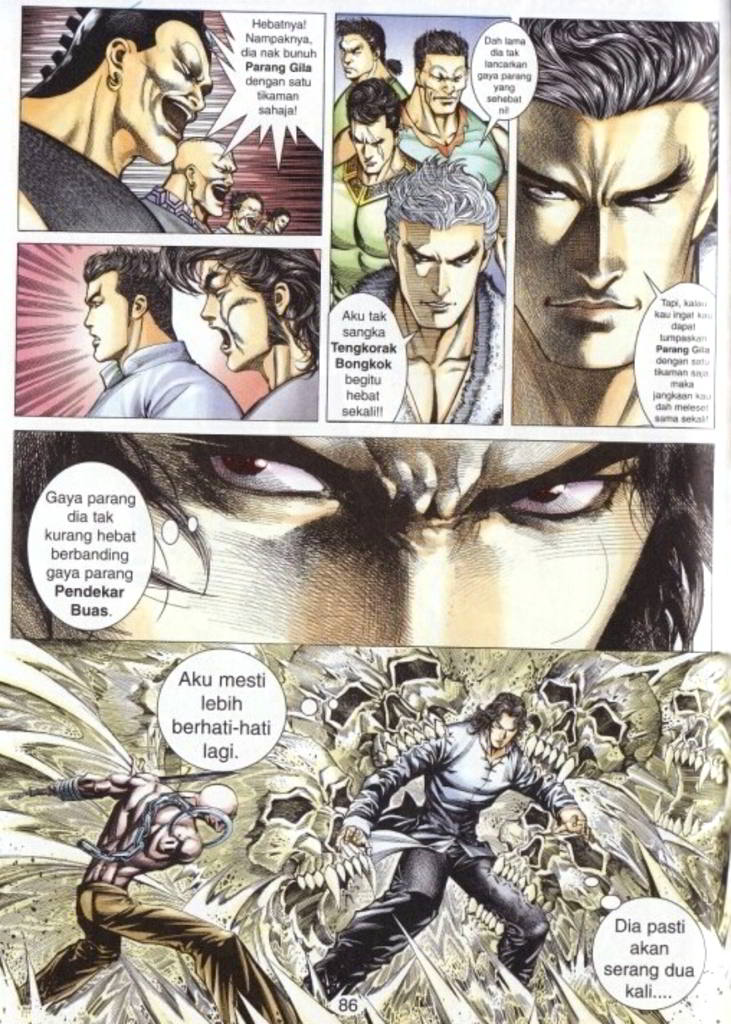 Hebatnya!
Nampaknya,
dia nak bunuh
Parang Gila
dengan satu
tikaman
sahaja!
Dah lama
dia tak
lancarkan
gaya parang
yang
sehebat
ni!
Aku tak
sangka
Tengkorak
Bongkok
begitu
hebat
sekali!!
Tapi, kalau
kau ingat kau
dapat
tumpaskan
Parang Gila
dengan satu
tikaman saja,
maka
jangkaan kau
dah meleset
sama sekali!
Gaya parang
dia tak
kurang hebat
berbanding
gaya parang
Pendekar
Buas.
Aku mesti
lebih
berhati-hati
lagi.
Dia pasti
akan
serang dua
kali....
86